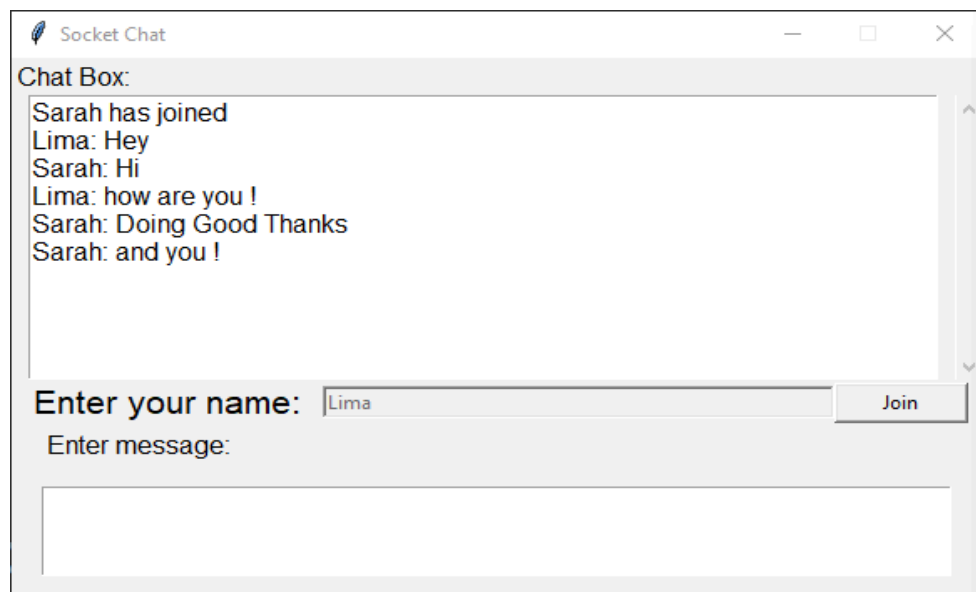 Socket Chat
Chat Box:
Sarah has joined
Lima: Hey
Sarah: Hi
Lima: how are you !
Sarah: Doing Good Thanks
Sarah: and you !
Enter your name: Lima Join
Enter message: